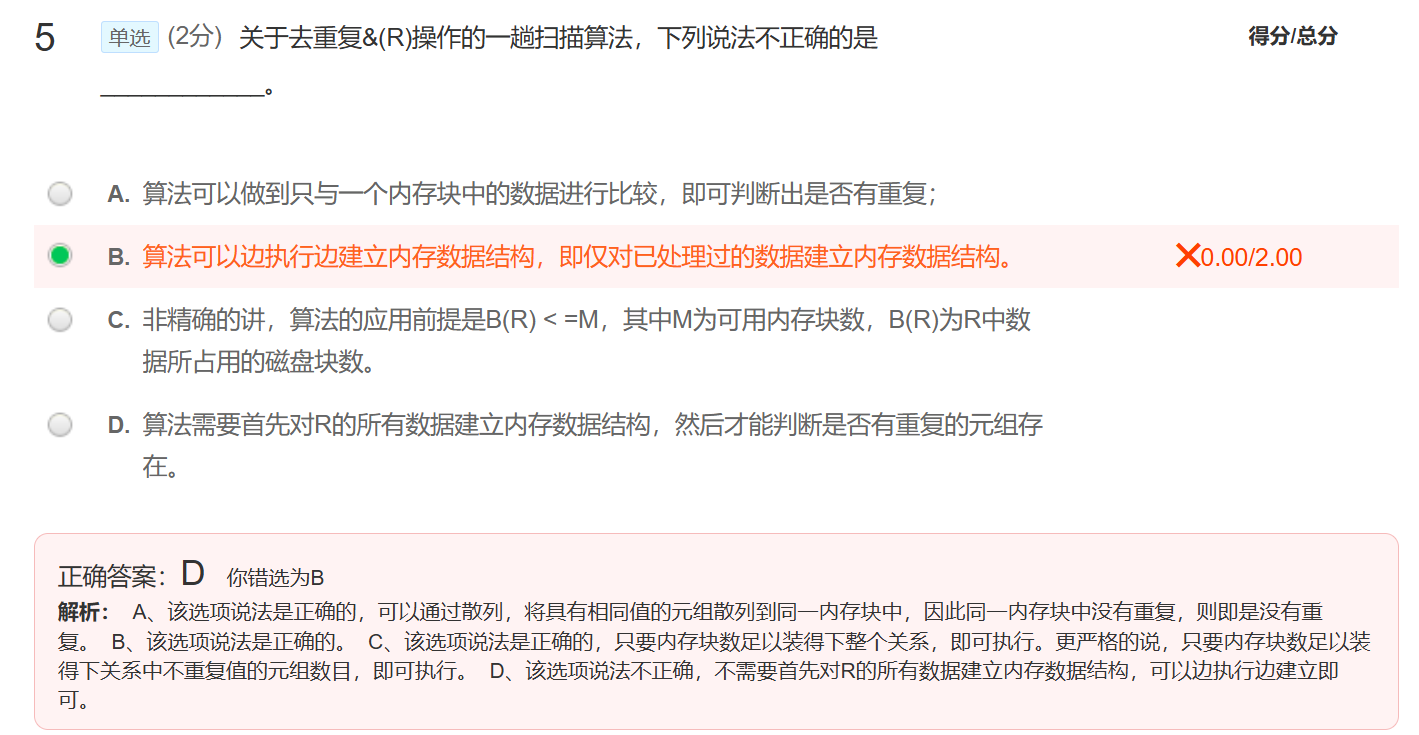 5 单选 (2分) 关于去重复&(R)操作的一趟扫描算法，下列说法不正确的是 得分/总分
____________。
A. 算法可以做到只与一个内存块中的数据进行比较，即可判断出是否有重复；
B. 算法可以边执行边建立内存数据结构，即仅对已处理过的数据建立内存数据结构。 ✕0.00/2.00
C. 非精确的讲，算法的应用前提是B(R) < =M，其中M为可用内存块数，B(R)为R中数
据所占用的磁盘块数。
D. 算法需要首先对R的所有数据建立内存数据结构，然后才能判断是否有重复的元组存
在。
正确答案：D 你错选为B
解析： A、该选项说法是正确的，可以通过散列，将具有相同值的元组散列到同一内存块中，因此同一内存块中没有重复，则即是没有重
复。 B、该选项说法是正确的。 C、该选项说法是正确的，只要内存块数足以装得下整个关系，即可执行。更严格的说，只要内存块数足以装
得下关系中不重复值的元组数目，即可执行。 D、该选项说法不正确，不需要首先对R的所有数据建立内存数据结构，可以边执行边建立即
可。